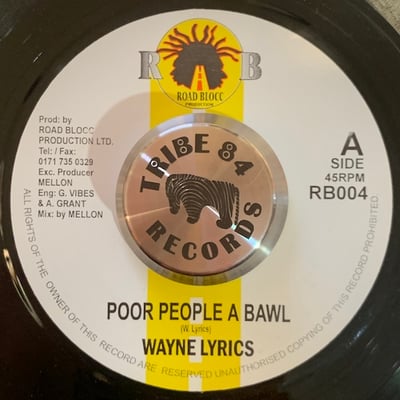 R B
ROAD BLOCC
PRODUCTION
Prod: by
ROAD BLOCC
PRODUCTION LTD.
Tel: / Fax:
0171 735 0329
Exc. Producer
MELLON
Eng: G. VIBES
& A. GRANT
Mix: by MELLON
A
SIDE
45RPM
RB004
TRIBE 84
RECORDS
POOR PEOPLE A BAWL
(W. Lyrics)
WAYNE LYRICS
ALL RIGHTS OF THE OWNER OF THIS RECORD ARE RESERVED UNAUTHORISED COPYING OF THIS RECORD PROHIBITED